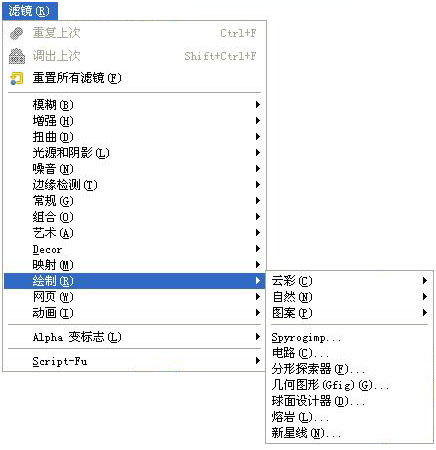 滤镜(R)
重复上次 Ctrl+F
调出上次 Shift+Ctrl+F
重置所有滤镜(F)
模糊(B)
增强(H)
扭曲(D)
光源和阴影(L)
噪音(N)
边缘检测(T)
常规(G)
组合(O)
艺术(A)
Decor
映射(M)
绘制(R)
网页(W)
动画(I)
Alpha 变标志(L)
Script-Fu
云彩(C)
自然(N)
图案(P)
Spyrogimp...
电路(C)...
分形探索器(F)...
几何图形(Gfig)(G)...
球面设计器(D)...
熔岩(L)...
新星线(N)...